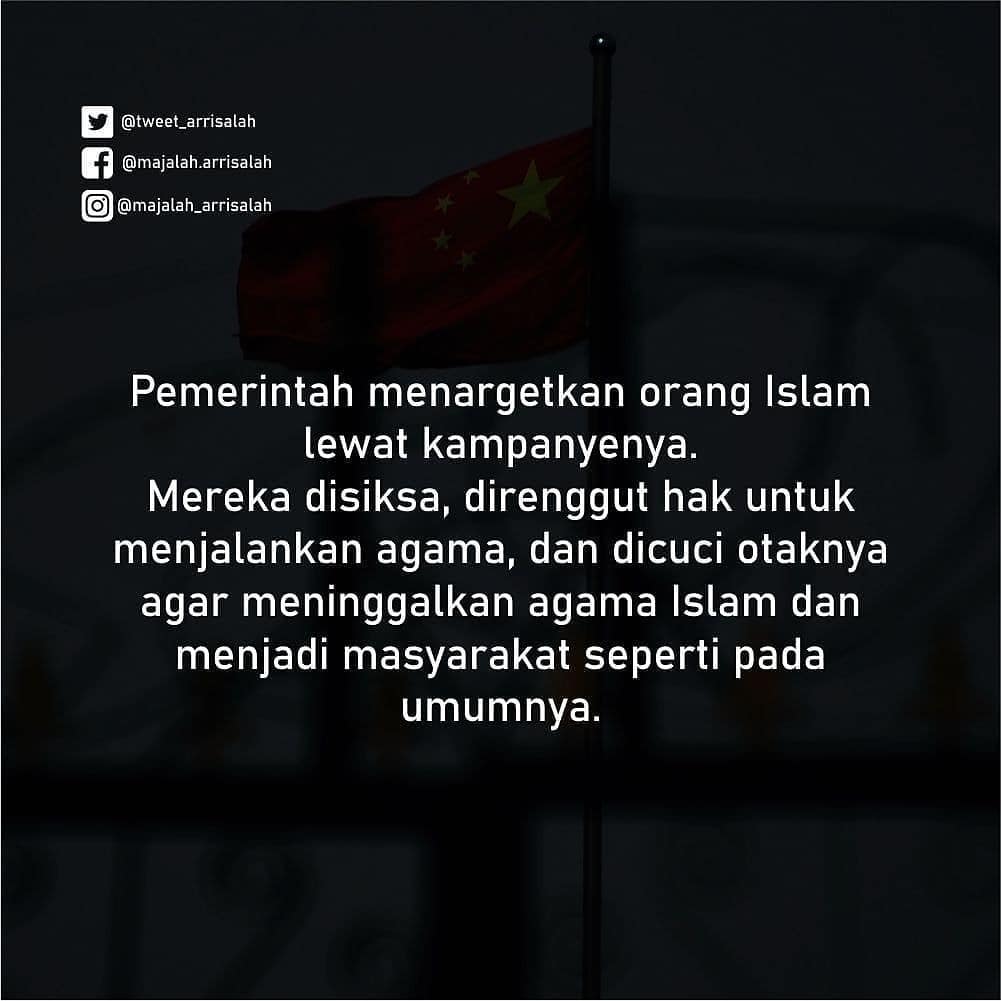 @tweet_arrisalah
@majalah.arrisalah
@majalah_arrisalah
Pemerintah menargetkan orang Islam
lewat kampanyenya.
Mereka disiksa, direnggut hak untuk
menjalankan agama, dan dicuci otaknya
agar meninggalkan agama Islam dan
menjadi masyarakat seperti pada
umumnya.